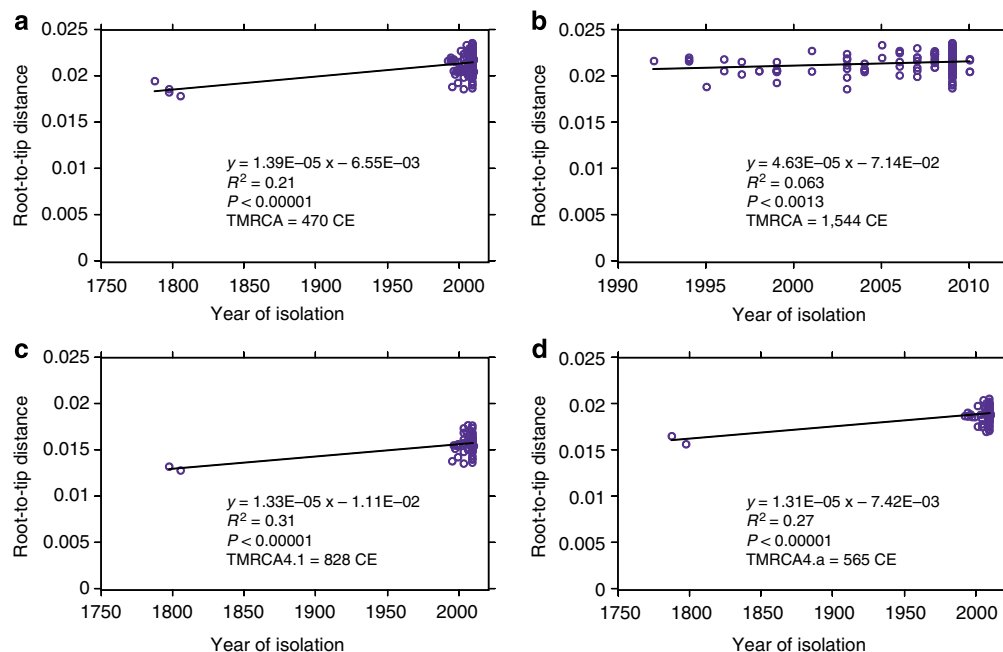 a
0.025
0.02
0.015
0.01
0.005
0
Root-to-tip distance
y = 1.39E–05 x – 6.55E–03
R² = 0.21
P < 0.00001
TMRCA = 470 CE
1750 1800 1850 1900 1950 2000
Year of isolation
b
0.025
0.02
0.015
0.01
0.005
0
Root-to-tip distance
y = 4.63E–05 x – 7.14E–02
R² = 0.063
P < 0.0013
TMRCA = 1,544 CE
1990 1995 2000 2005 2010
Year of isolation
c
0.025
0.02
0.015
0.01
0.005
0
Root-to-tip distance
y = 1.33E–05 x – 1.11E–02
R² = 0.31
P < 0.00001
TMRCA4.1 = 828 CE
1750 1800 1850 1900 1950 2000
Year of isolation
d
0.025
0.02
0.015
0.01
0.005
0
Root-to-tip distance
y = 1.31E–05 x – 7.42E–03
R² = 0.27
P < 0.00001
TMRCA4.a = 565 CE
1750 1800 1850 1900 1950 2000
Year of isolation